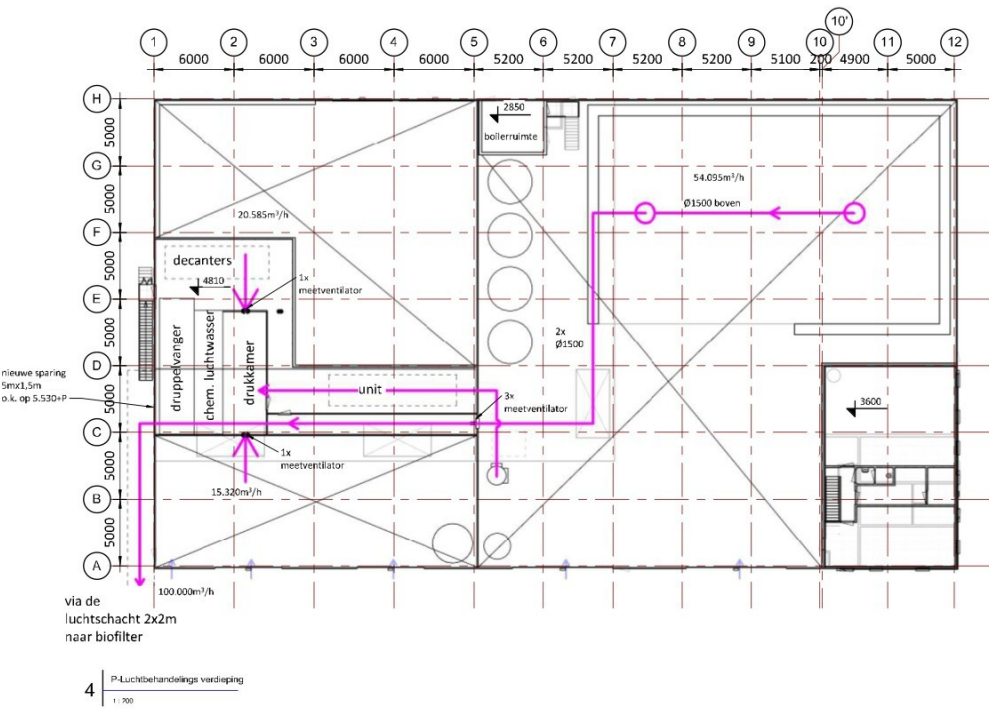 10'
1 2 3 4 5 6 7 8 9 10 11 12
6000 6000 6000 6000 5200 5200 5200 5200 5100 200 4900 5000
H
2850
5000
boilerruimte
G
54.095m³/h
5000
Ø1500 boven
20.585m³/h
F
decanters
1x
meetventilator
4810
5000
E
2x
Ø1500
5000
druppelvanger
chem. luchtwasser
drukkamer
D
nieuwe sparing
5mx1,5m
o.k. op 5.530+P
unit
3x
meetventilator
3600
5000
C
1x
meetventilator
15.320m³/h
5000
B
5000
A
100.000m³/h
via de
luchtschacht 2x2m
naar biofilter
4
P-Luchtbehandelings verdieping
1 : 200